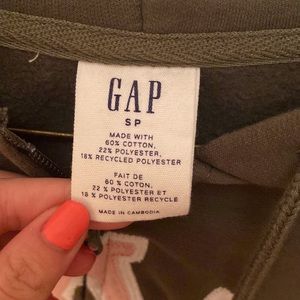 GAP
SP
MADE WITH
60% COTTON,
22% POLYESTER,
18% RECYCLED POLYESTER
FAIT DE
60 % COTON,
22 % POLYESTER ET
18 % POLYESTER RECYCLÉ
MADE IN CAMBODIA